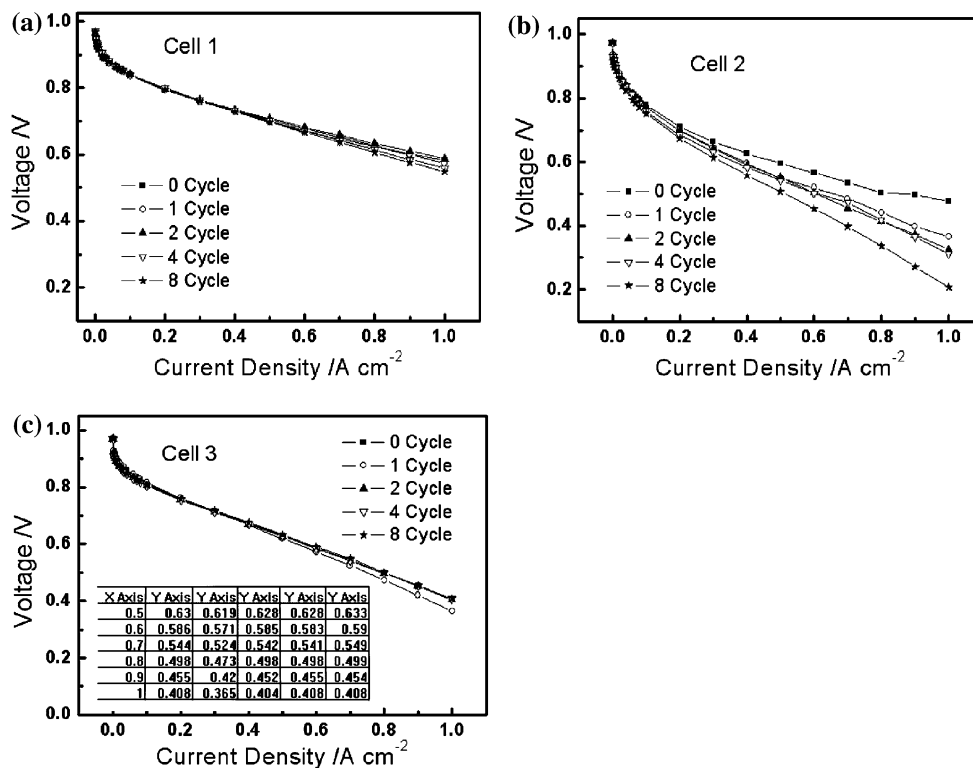 (a)
1.0
0.8
0.6
0.4
0.2
Voltage /V
Cell 1
0 Cycle
1 Cycle
2 Cycle
4 Cycle
8 Cycle
0.0 0.2 0.4 0.6 0.8 1.0
Current Density /A cm-2
(b)
1.0
0.8
0.6
0.4
0.2
Voltage /V
Cell 2
0 Cycle
1 Cycle
2 Cycle
4 Cycle
8 Cycle
0.0 0.2 0.4 0.6 0.8 1.0
Current Density /A cm-2
(c)
1.0
0.8
0.6
0.4
0.2
0.0
Voltage /V
Cell 3
0 Cycle
1 Cycle
2 Cycle
4 Cycle
8 Cycle
X Axis Y Axis Y Axis Y Axis Y Axis Y Axis
0.5 0.63 0.619 0.628 0.628 0.633
0.6 0.586 0.571 0.585 0.583 0.59
0.7 0.544 0.524 0.542 0.541 0.549
0.8 0.498 0.473 0.498 0.498 0.499
0.9 0.455 0.42 0.452 0.455 0.454
1 0.408 0.365 0.404 0.408 0.408
0.0 0.2 0.4 0.6 0.8 1.0
Current Density /A cm-2